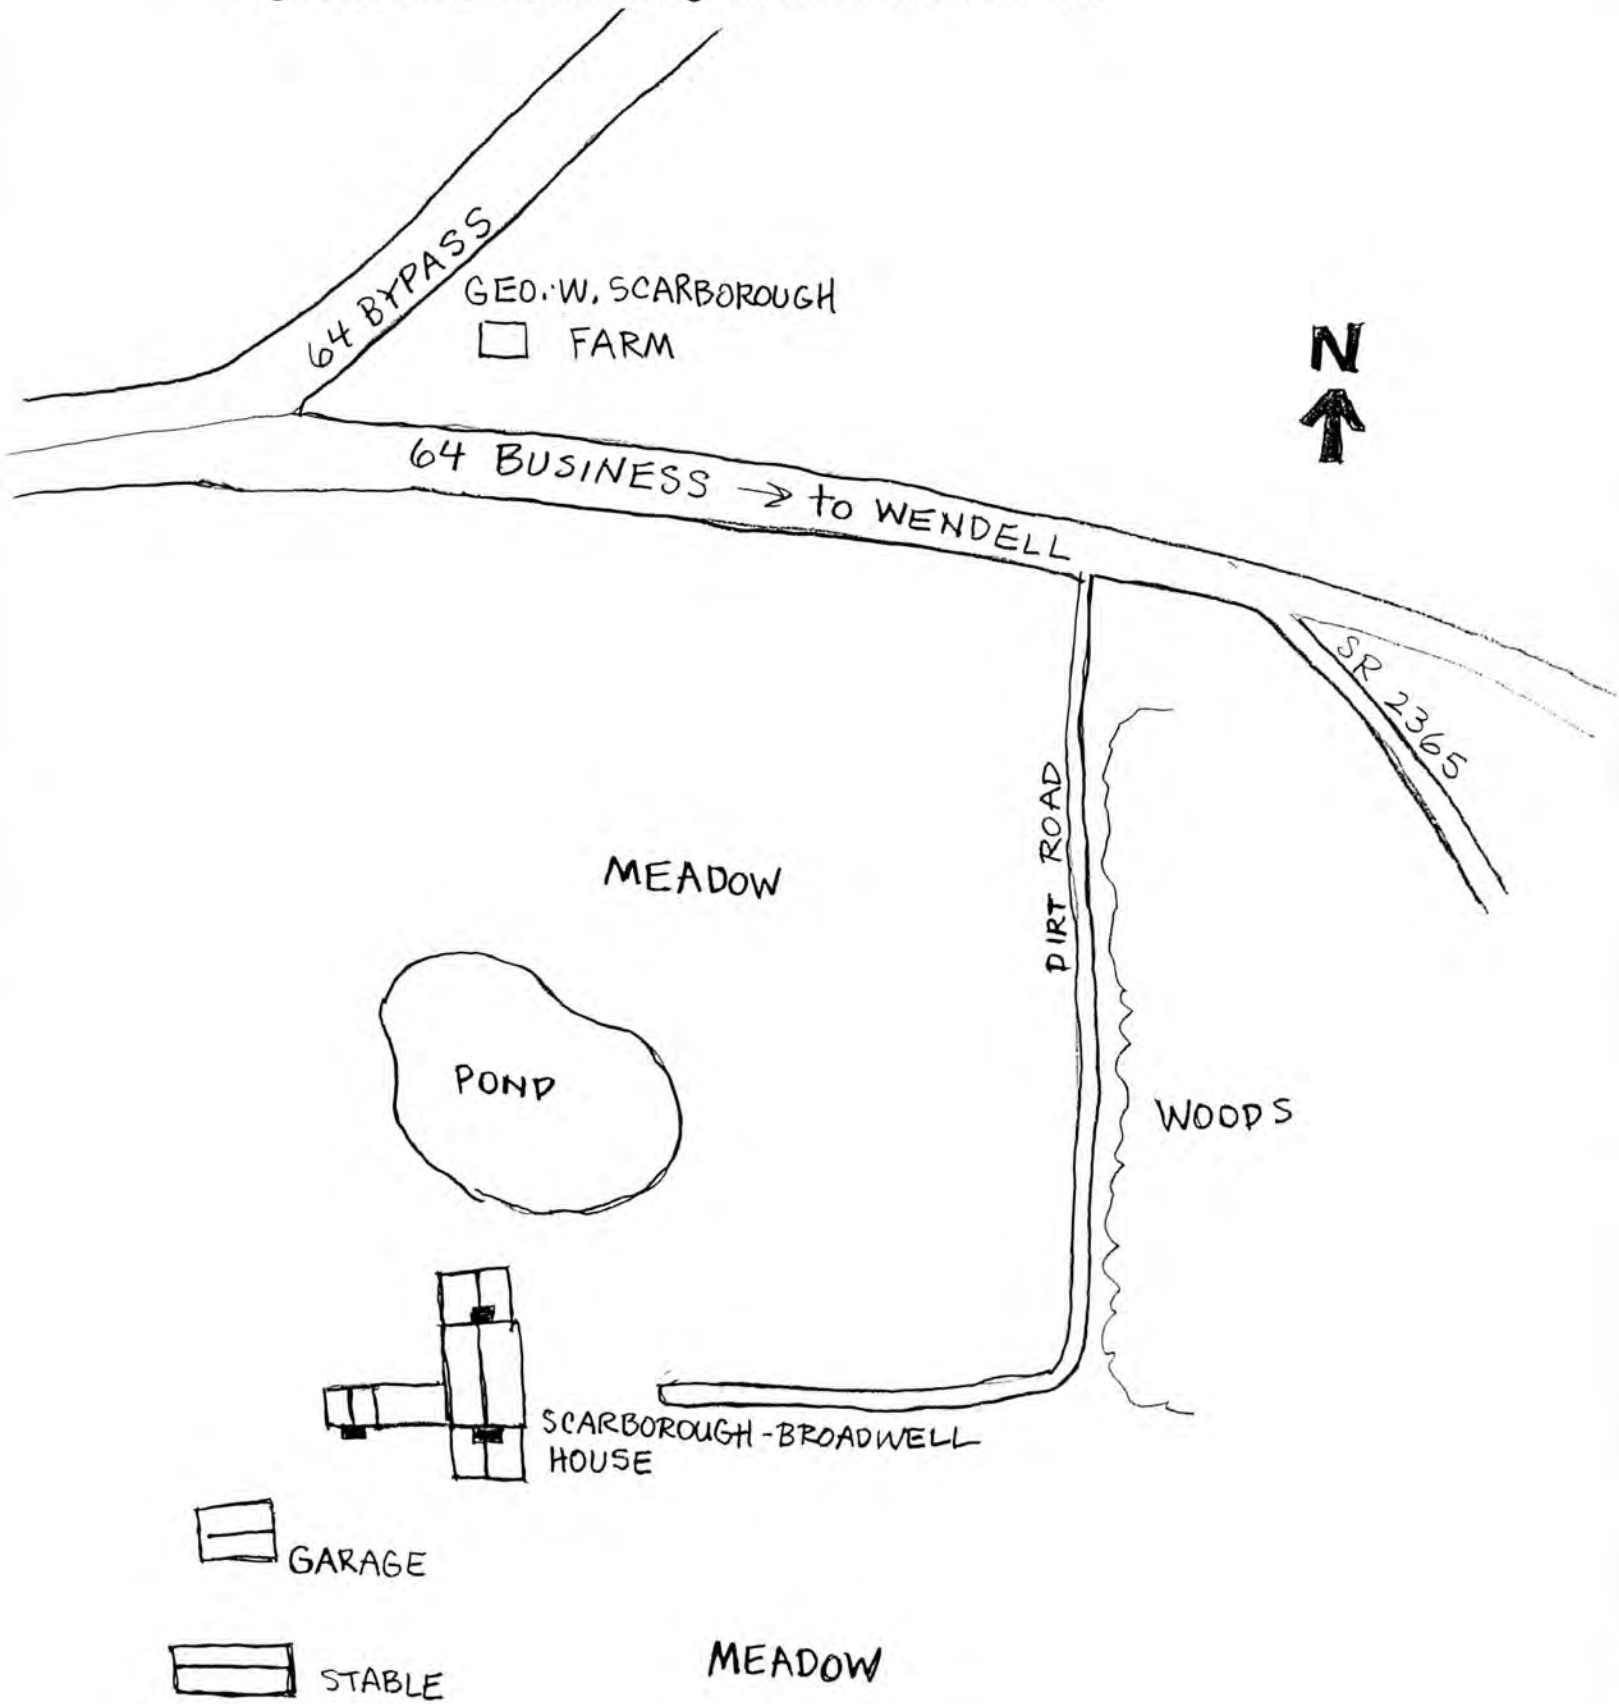 64 BYPASS
GEO. W. SCARBOROUGH
FARM
N
64 BUSINESS → to WENDELL
SR 2365
DIRT ROAD
MEADOW
POND
WOODS
SCARBOROUGH-BROADWELL
HOUSE
GARAGE
STABLE
MEADOW